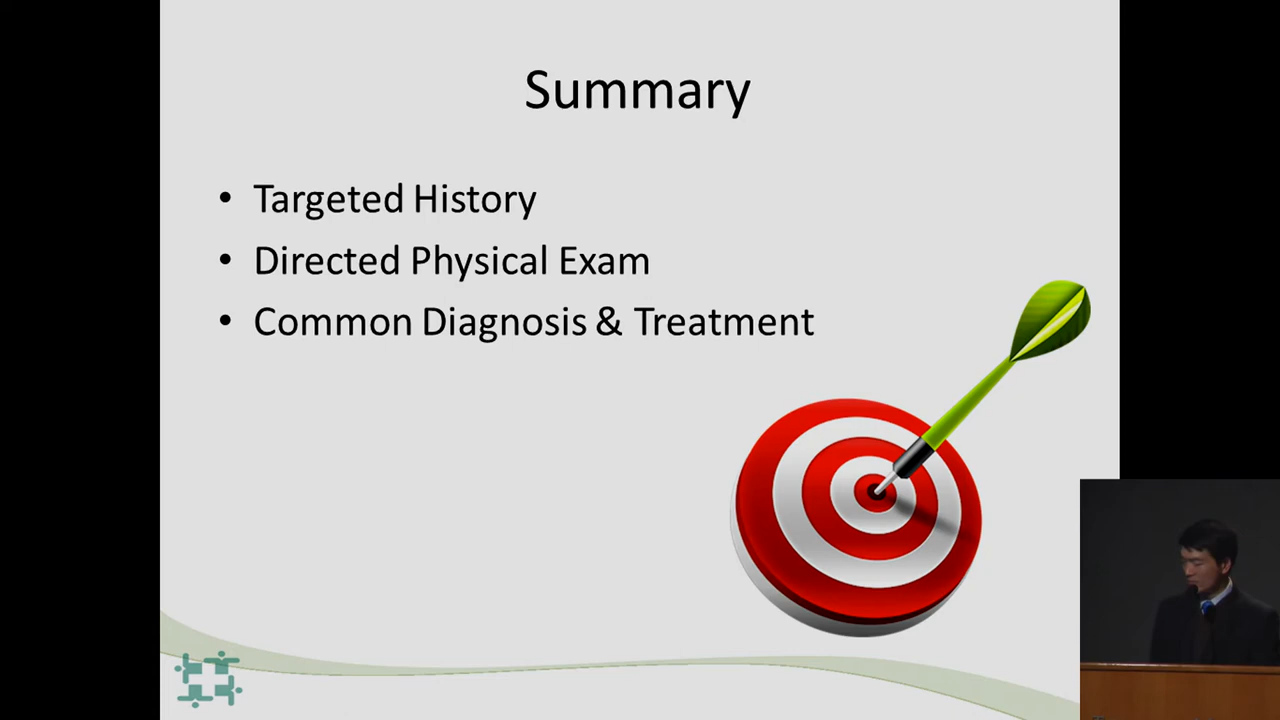 Summary
• Targeted History
• Directed Physical Exam
• Common Diagnosis & Treatment